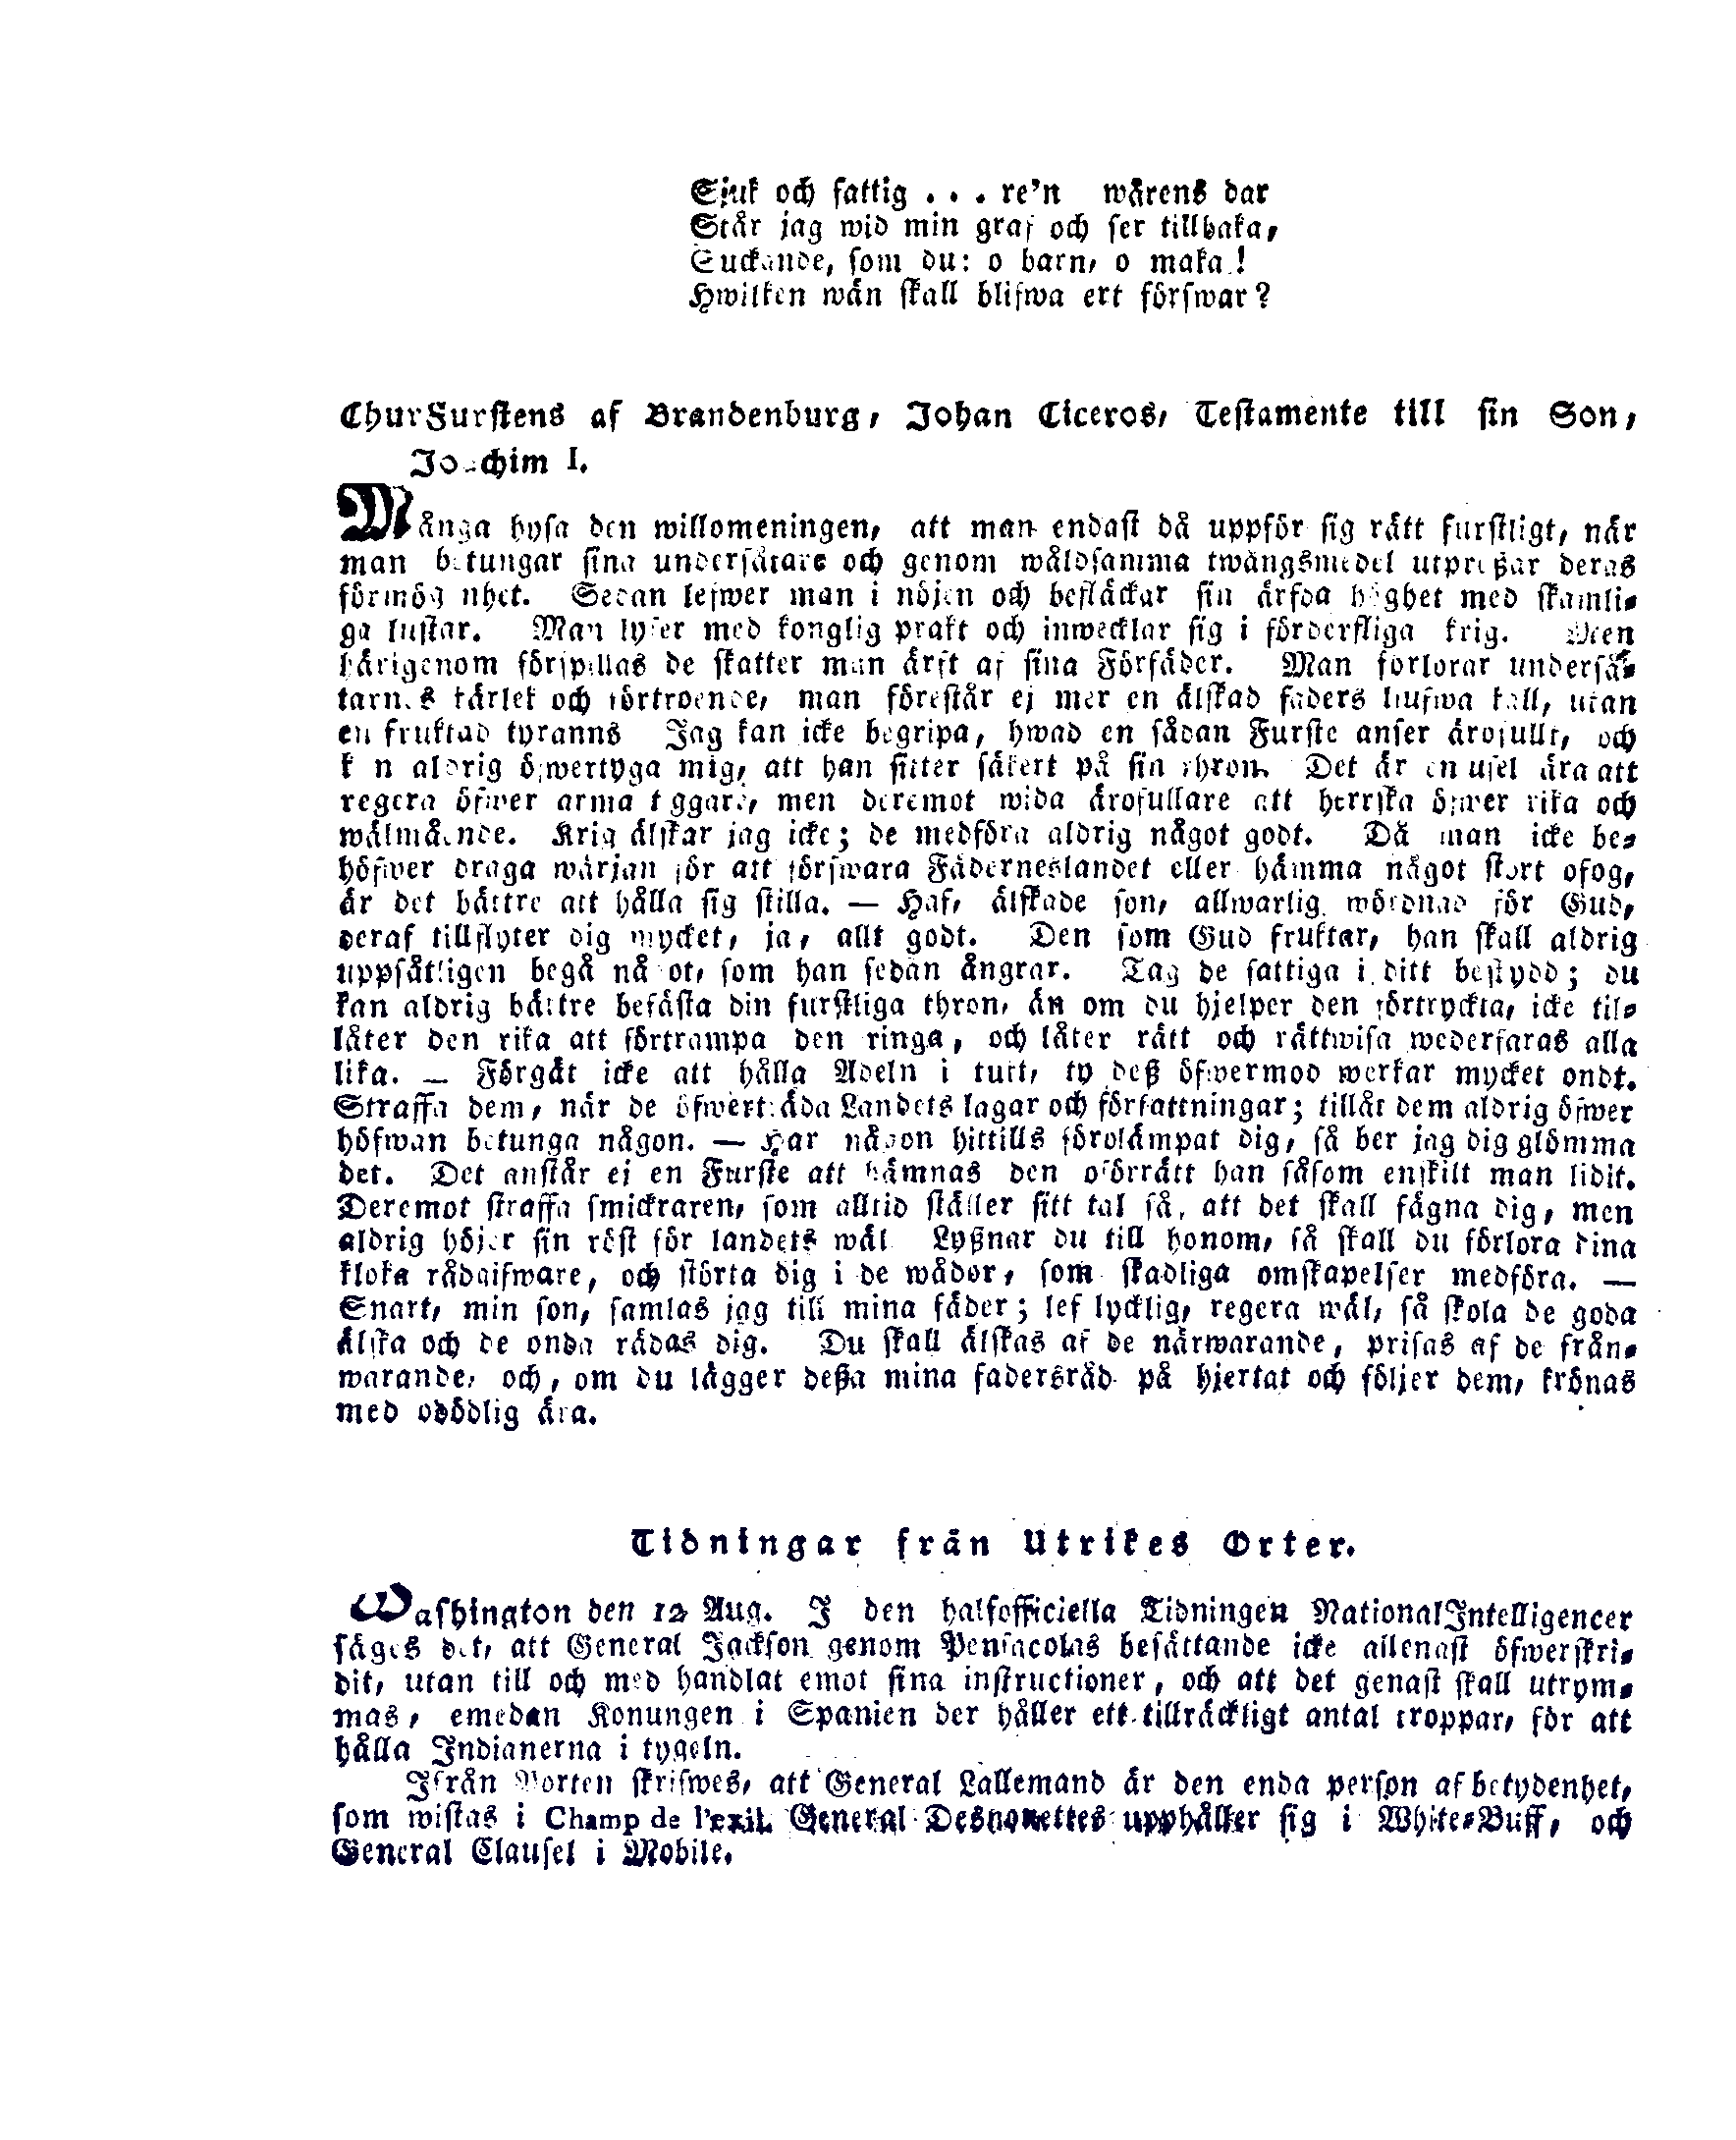 Sjuk och fattig . . . re'n wårens dar
Står jag wid min graf och ser tillbaka,
Suckande, som du: o barn, o maka!
Hwilken wän skall blifwa ert förswar?
ChurFurstens af Brandenburg, Johan Ciceros, Testamente till sin Son,
Joachim I.
Många hysa den willomeningen, att man endast då uppför sig rätt furstligt, när
man betungar sina undersåtare och genom wåldsamma twångsmedel utpreßar deras
förmögenhet. Sedan lefwer man i nöjen och befläckar sin ärfda höghet med skamli-
ga lustar. Man lyser med konglig prakt och inwecklar sig i förderfliga krig. Men
härigenom förspillas de skatter man ärft af sina Förfäder. Man förlorar underså-
tarnes kärlek och förtroende, man förestår ej mer en älskad faders ljufwa kall, utan
en fruktad tyranns Jag kan icke begripa, hwad en sådan Furste anser ärofullt, och
kan aldrig öfwertyga mig, att han sitter säkert på sin thron. Det är en usel ära att
regera öfwer arma tiggare, men deremot wida ärofullare att herrska öfwer rika och
wälmående. Krig älskar jag icke; de medföra aldrig något godt. Då man icke be-
höfwer draga wärjan för att förswara Fäderneslandet eller hämma något stort ofog,
är det bättre att hålla sig stilla. — Haf, älskade son, allwarlig wördnad för Gud,
deraf tillflyter dig mycket, ja, allt godt. Den som Gud fruktar, han skall aldrig
uppsåtligen begå något, som han sedan ångrar. Tag de fattiga i ditt beskydd; du
kan aldrig bättre befästa din furstliga thron, än om du hjelper den förtryckta, icke til-
låter den rika att förtrampa den ringa, och låter rätt och rättwisa wederfaras alla
lika. — Förgät icke att hålla Adeln i tukt, ty deß öfwermod werkar mycket ondt.
Straffa dem, när de öfwerträda Landets lagar och författningar; tillåt dem aldrig öfwer
höfwan betunga någon. — Har någon hittills förolämpat dig, så ber jag dig glömma
det. Det anstår ej en Furste att hämnas den oförrätt han såsom enskilt man lidit.
Deremot straffa smickraren, som alltid ställer sitt tal så, att det skall fägna dig, men
aldrig höjer sin röst för landets wäl Lyßnar du till honom, så skall du förlora dina
kloka rådgifware, och störta dig i de wådor, som skadliga omskapelser medföra. —
Snart, min son, samlas jag till mina fäder; lef lycklig, regera wäl, så skola de goda
älska och de onda rädas dig. Du skall älskas af de närwarande, prisas af de från-
warande, och, om du lägger deßa mina fadersråd på hjertat och följer dem, krönas
med odödlig ära.
Tidningar från Utrikes Orter.
Washington den 12 Aug. I den halfofficiella Tidningen NationalIntelligencer
säges det, att General Jackson genom Pensacolas besättande icke allenast öfwerskri-
dit, utan till och med handlat emot sina instructioner, och att det genast skall utrym-
mas, emedan Konungen i Spanien der håller ett tillräckligt antal troppar, för att
hålla Indianerna i tygeln.
Ifrån Norten skrifwes, att General Lallemand är den enda person af betydenhet,
som wistas i Champ de l'exil. General Desnouettes upphåller sig i White-Buff, och
General Clausel i Mobile.